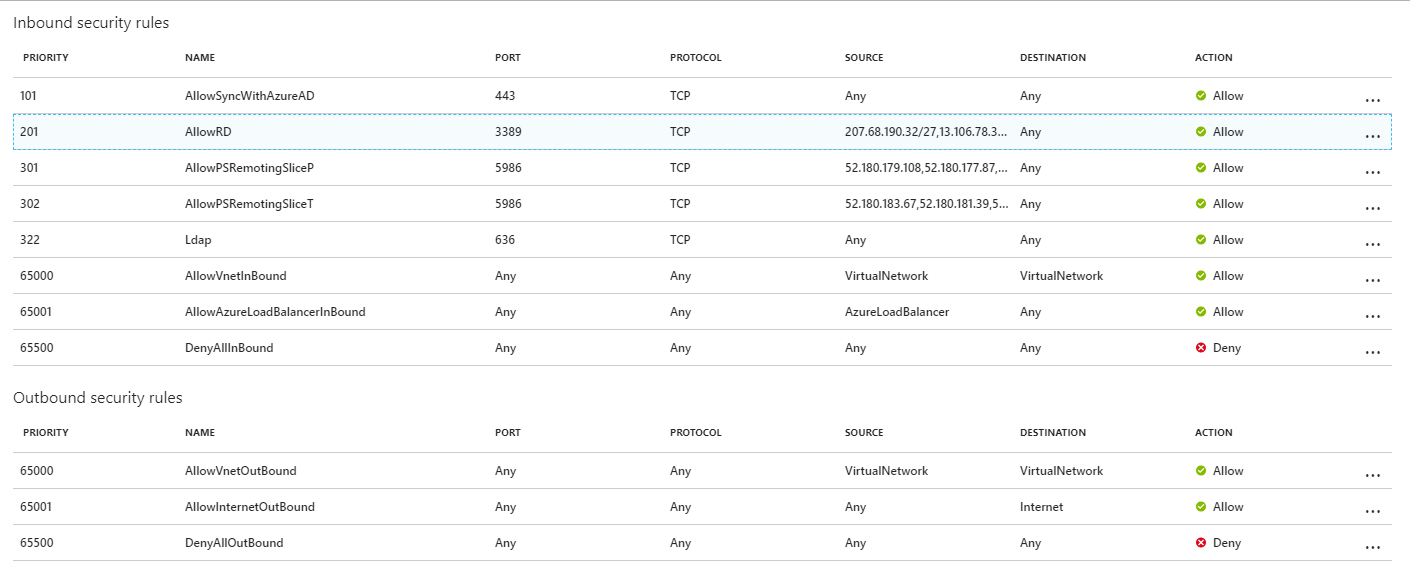 Inbound security rules
PRIORITY NAME PORT PROTOCOL SOURCE DESTINATION ACTION
101 AllowSyncWithAzureAD 443 TCP Any Any Allow ...
201 AllowRD 3389 TCP 207.68.190.32/27,13.106.78.3... Any Allow ...
301 AllowPSRemotingSliceP 5986 TCP 52.180.179.108,52.180.177.87,... Any Allow ...
302 AllowPSRemotingSliceT 5986 TCP 52.180.183.67,52.180.181.39,5... Any Allow ...
322 Ldap 636 TCP Any Any Allow ...
65000 AllowVnetInBound Any Any VirtualNetwork VirtualNetwork Allow ...
65001 AllowAzureLoadBalancerInBound Any Any AzureLoadBalancer Any Allow ...
65500 DenyAllInBound Any Any Any Any Deny ...
Outbound security rules
PRIORITY NAME PORT PROTOCOL SOURCE DESTINATION ACTION
65000 AllowVnetOutBound Any Any VirtualNetwork VirtualNetwork Allow ...
65001 AllowInternetOutBound Any Any Any Internet Allow ...
65500 DenyAllOutBound Any Any Any Any Deny ...